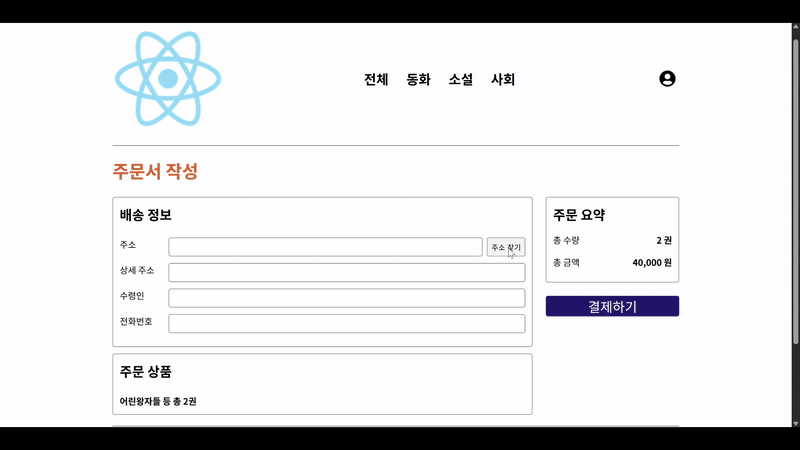 전체 동화 소설 사회
주문서 작성
배송 정보
주소
주소 찾기
상세 주소
수령인
전화번호
주문 상품
어린왕자들 등 총 2권
주문 요약
총 수량 2 권
총 금액 40,000 원
결제하기